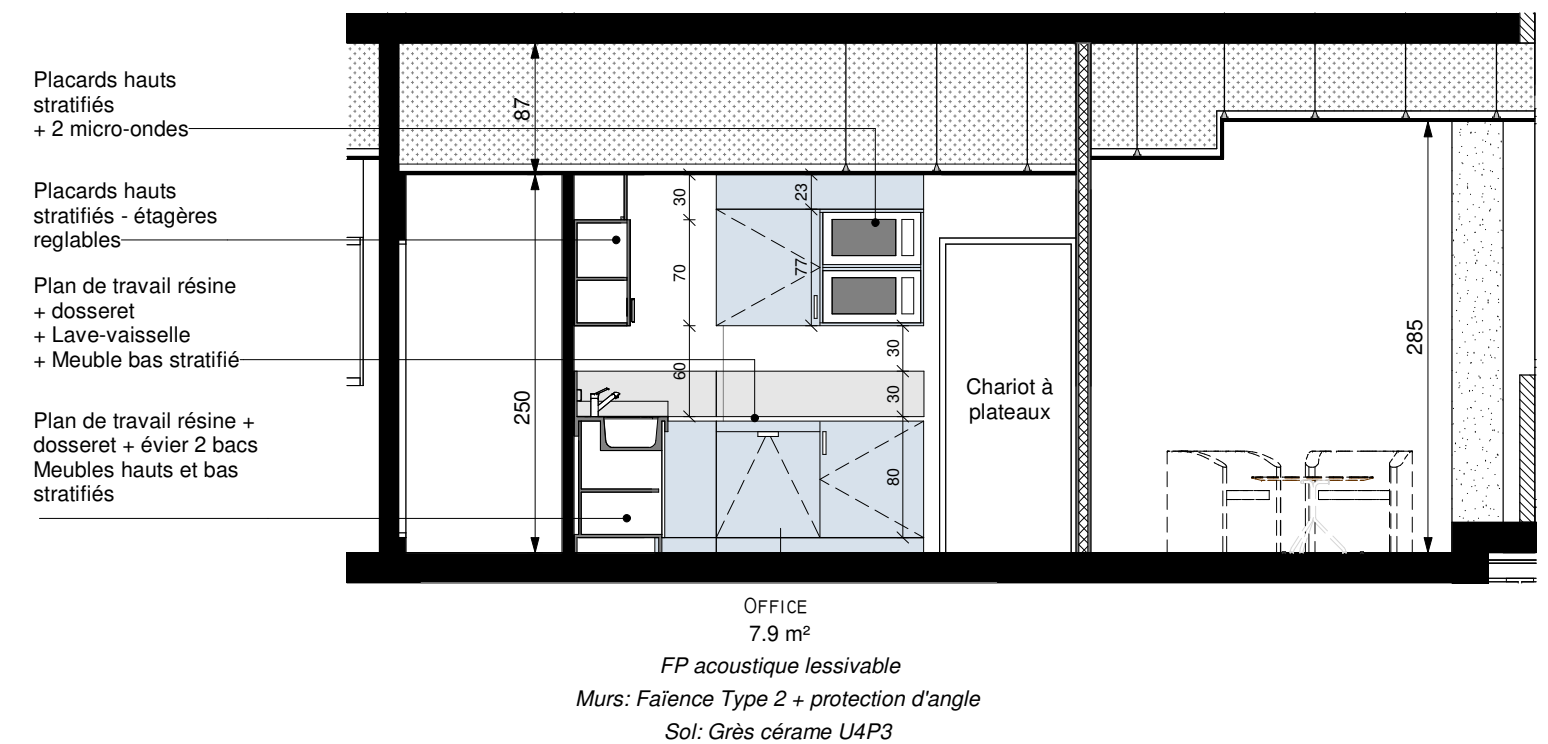 Placards hauts
stratifiés
+ 2 micro-ondes
Placards hauts
stratifiés - étagères
reglables
Plan de travail résine
+ dosseret
+ Lave-vaisselle
+ Meuble bas stratifié
Plan de travail résine +
dosseret + évier 2 bacs
Meubles hauts et bas
stratifiés
87
250
30
70
60
23
77
30
30
80
Chariot à
plateaux
285
OFFICE
7.9 m²
FP acoustique lessivable
Murs: Faïence Type 2 + protection d'angle
Sol: Grès cérame U4P3